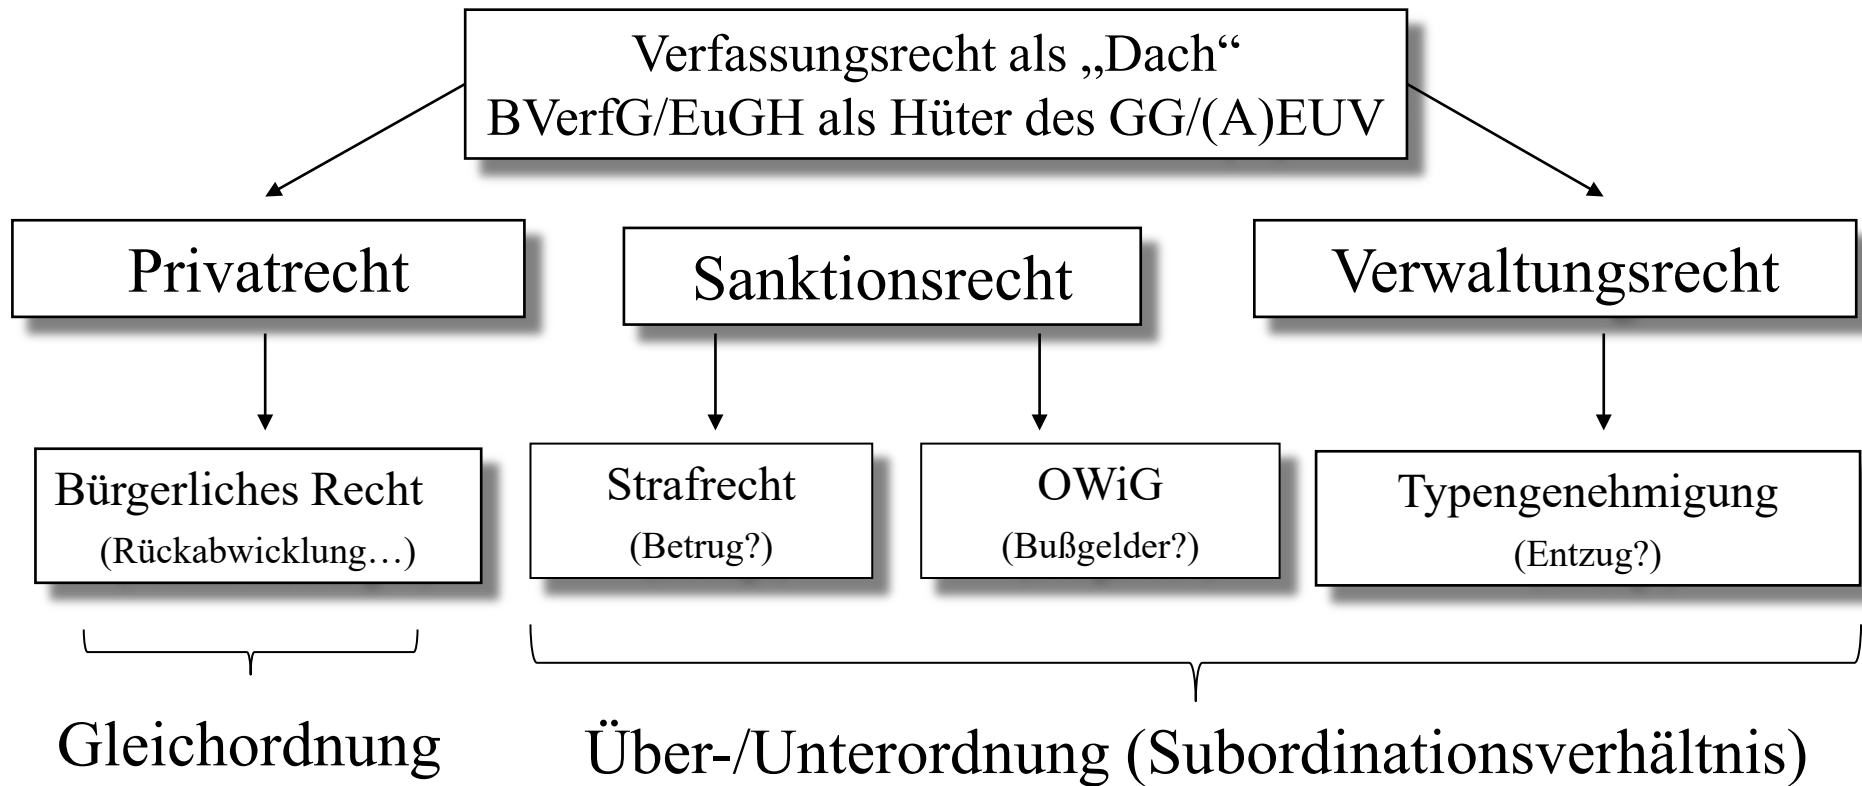 Verfassungsrecht als „Dach“
BVerfG/EuGH als Hüter des GG/(A)EUV
Privatrecht
Sanktionsrecht
Verwaltungsrecht
Bürgerliches Recht
(Rückabwicklung…)
Strafrecht
(Betrug?)
OWiG
(Bußgelder?)
Typengenehmigung
(Entzug?)
Gleichordnung
Über-/Unterordnung (Subordinationsverhältnis)